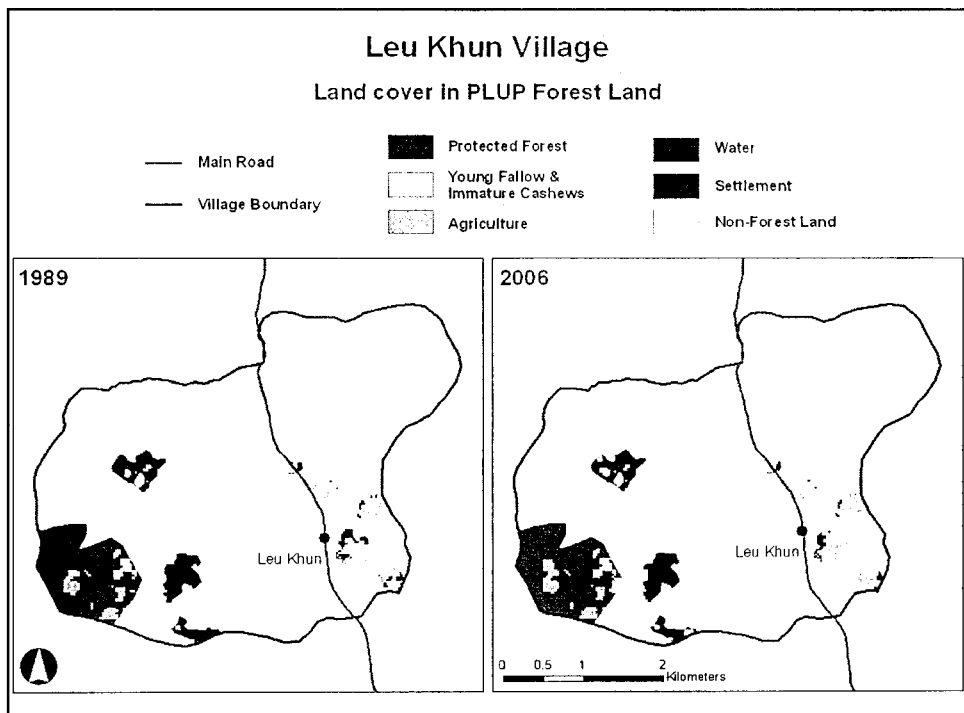 Leu Khun Village
Land cover in PLUP Forest Land
Main Road
Village Boundary
Protected Forest
Young Fallow &
Immature Cashews
Agriculture
Water
Settlement
Non-Forest Land
1989
Leu Khun
2006
Leu Khun
0 0.5 1 2
Kilometers